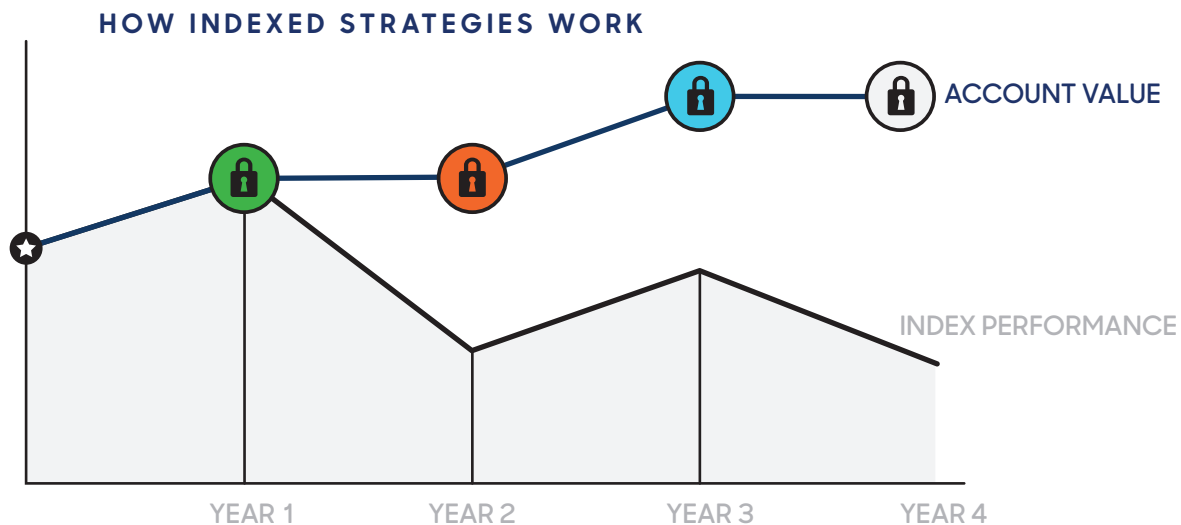 HOW INDEXED STRATEGIES WORK
ACCOUNT VALUE
INDEX PERFORMANCE
YEAR 1
YEAR 2
YEAR 3
YEAR 4